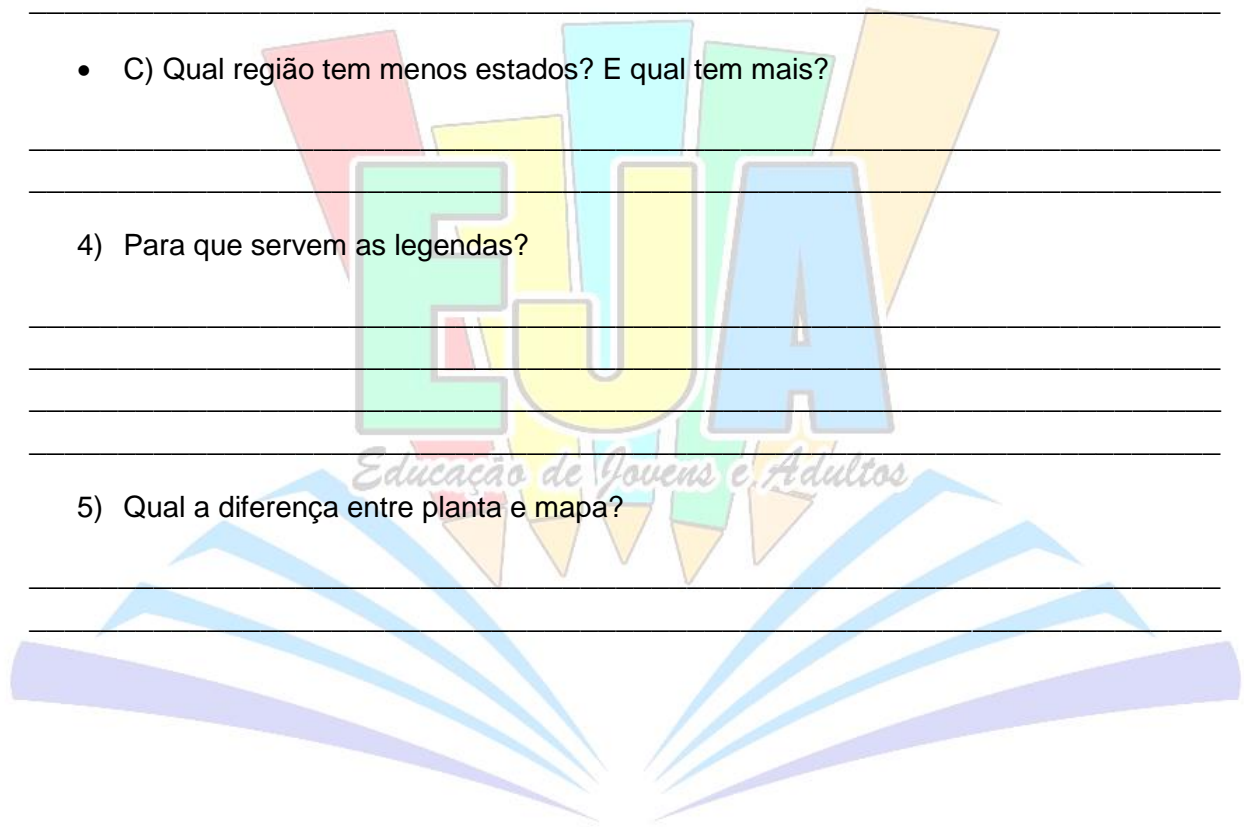 • C) Qual região tem menos estados? E qual tem mais?
4) Para que servem as legendas?
EJA
Educação de Jovens e Adultos
5) Qual a diferença entre planta e mapa?